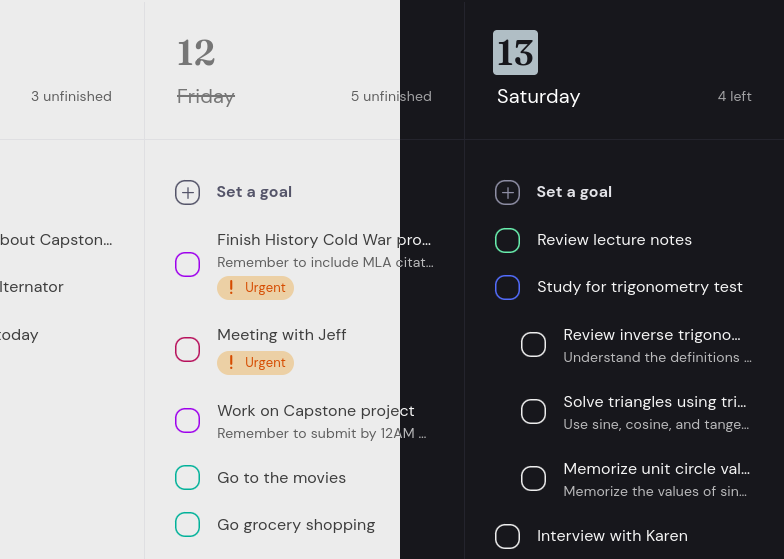 3 unfinished
bout Capston...
lternator
today
12
Friday
5 unfinished
Set a goal
Finish History Cold War pro...
Remember to include MLA citat...
! Urgent
Meeting with Jeff
! Urgent
Work on Capstone project
Remember to submit by 12AM ...
Go to the movies
Go grocery shopping
13
Saturday
4 left
Set a goal
Review lecture notes
Study for trigonometry test
Review inverse trigono...
Understand the definitions ...
Solve triangles using tri...
Use sine, cosine, and tange...
Memorize unit circle val...
Memorize the values of sin...
Interview with Karen